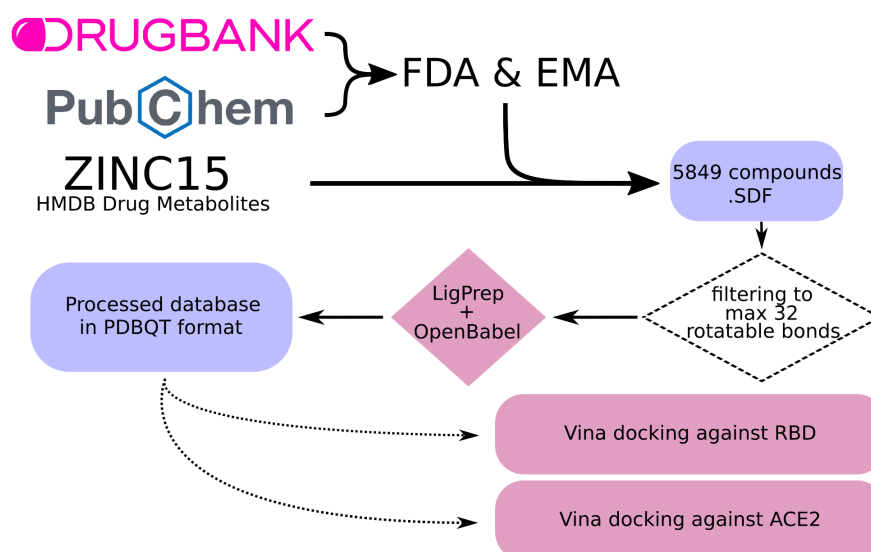 DRUGBANK
PubChem
FDA & EMA
ZINC15
HMDB Drug Metabolites
5849 compounds
.SDF
filtering to
max 32
rotatable bonds
LigPrep
+
OpenBabel
Processed database
in PDBQT format
Vina docking against RBD
Vina docking against ACE2